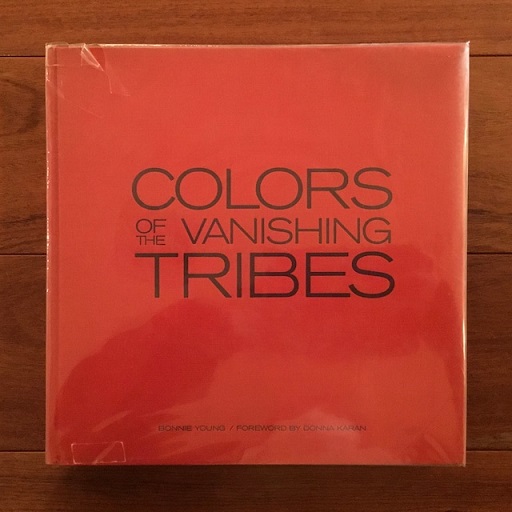 COLORS
OF THE VANISHING
TRIBES
BONNIE YOUNG / FOREWORD BY DONNA KARAN